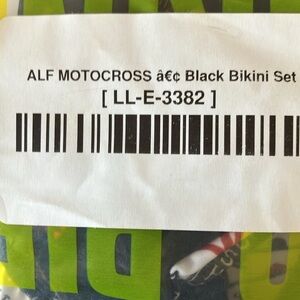 ALF MOTOCROSS â€¢ Black Bikini Set
[ LL-E-3382 ]